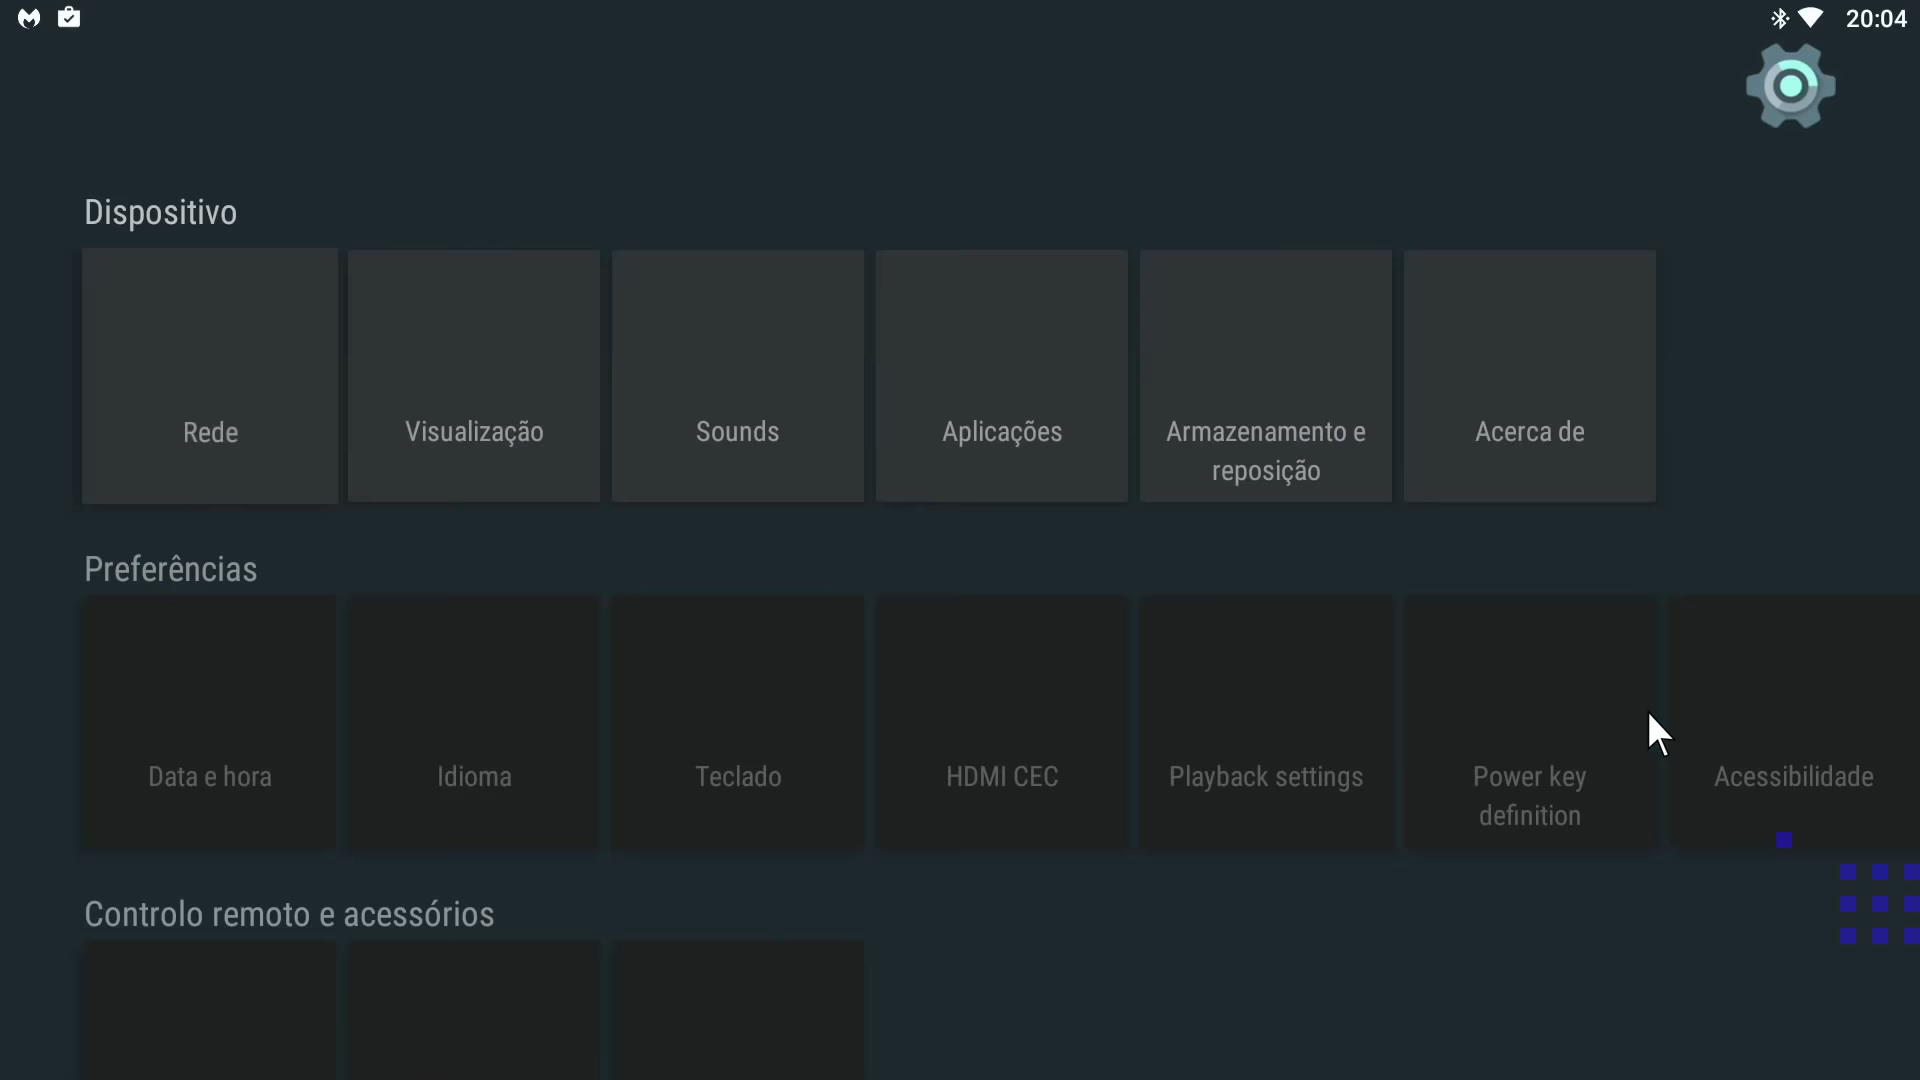 20:04
Dispositivo
Rede
Visualização
Sounds
Aplicações
Armazenamento e
reposição
Acerca de
Preferências
Data e hora
Idioma
Teclado
HDMI CEC
Playback settings
Power key
definition
Acessibilidade
Controlo remoto e acessórios